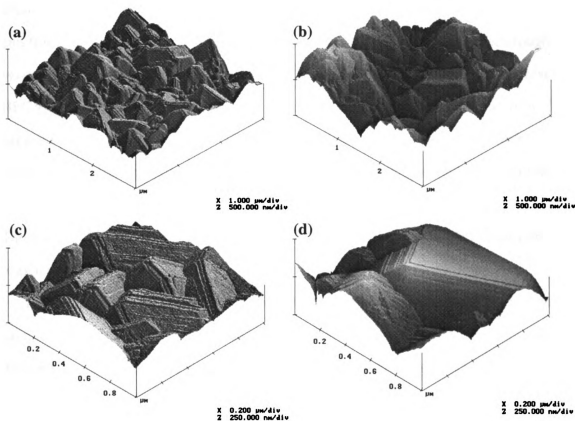 (a)
(b)
1
2
µm
1
2
µm
X 1.000 µm/div
Z 500.000 nm/div
X 1.000 µm/div
Z 500.000 nm/div
(c)
(d)
0.2
0.4
0.6
0.8
µm
0.2
0.4
0.6
0.8
µm
X 0.200 µm/div
Z 250.000 nm/div
X 0.200 µm/div
Z 250.000 nm/div